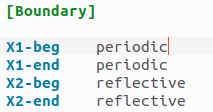 [Boundary]
X1-beg periodic
X1-end periodic
X2-beg reflective
X2-end reflective